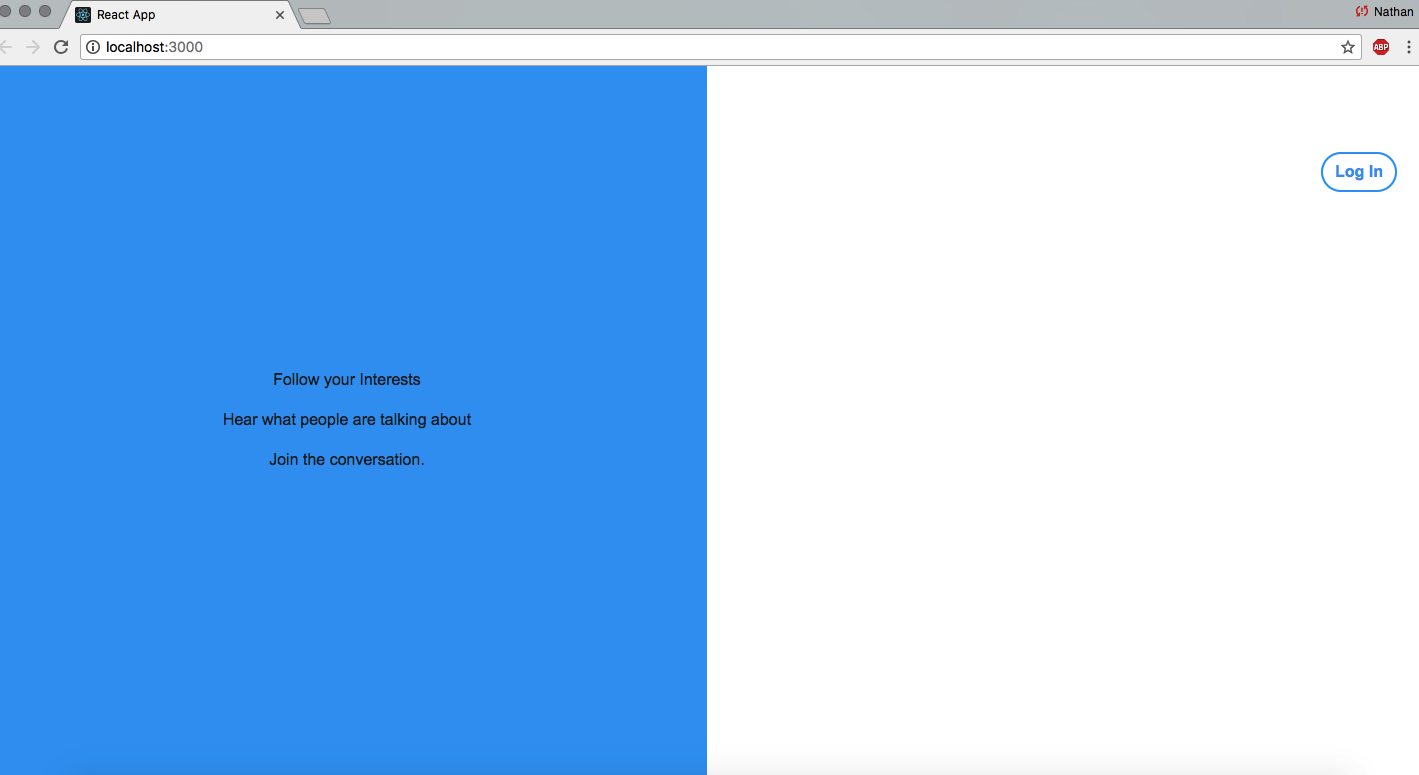 React App
Nathan
localhost:3000
ABP
Log In
Follow your Interests
Hear what people are talking about
Join the conversation.